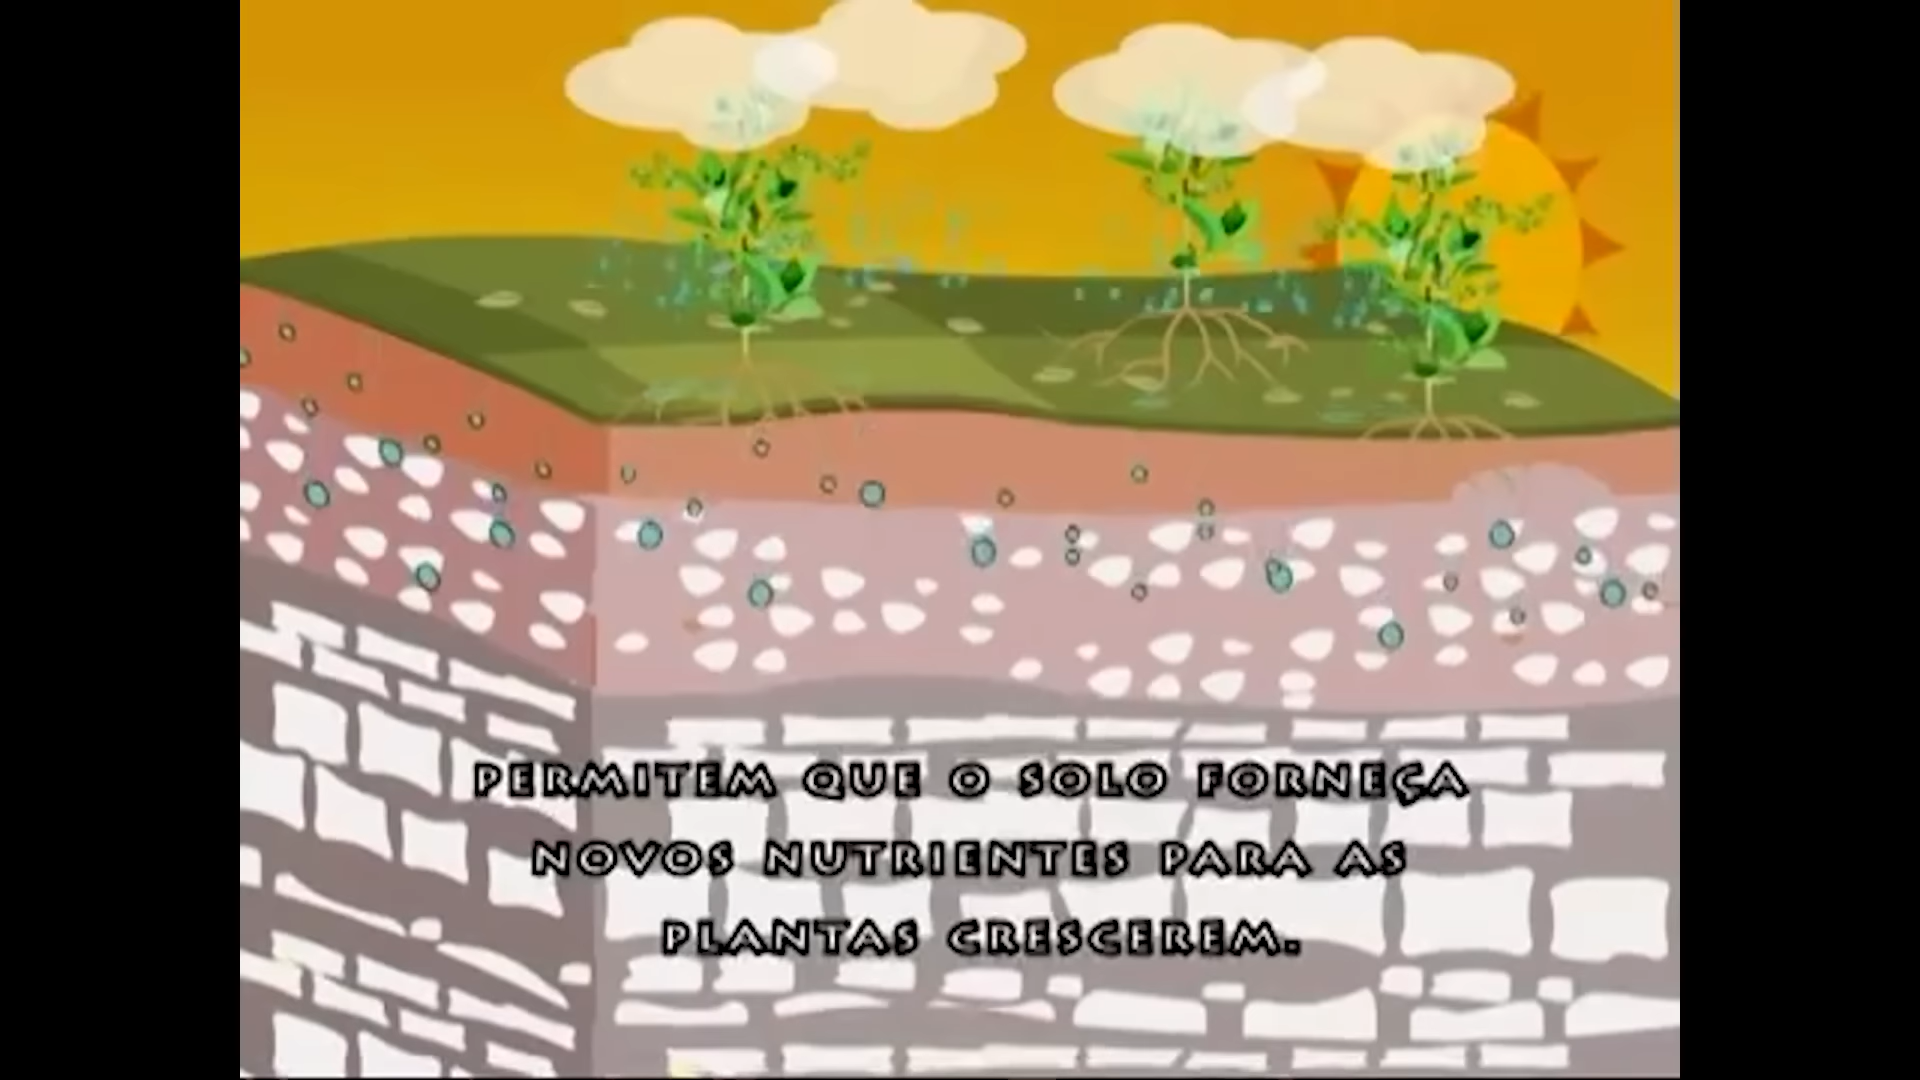 PERMITEM QUE O SOLO FORNEÇA
NOVOS NUTRIENTES PARA AS
PLANTAS CRESCEREM.